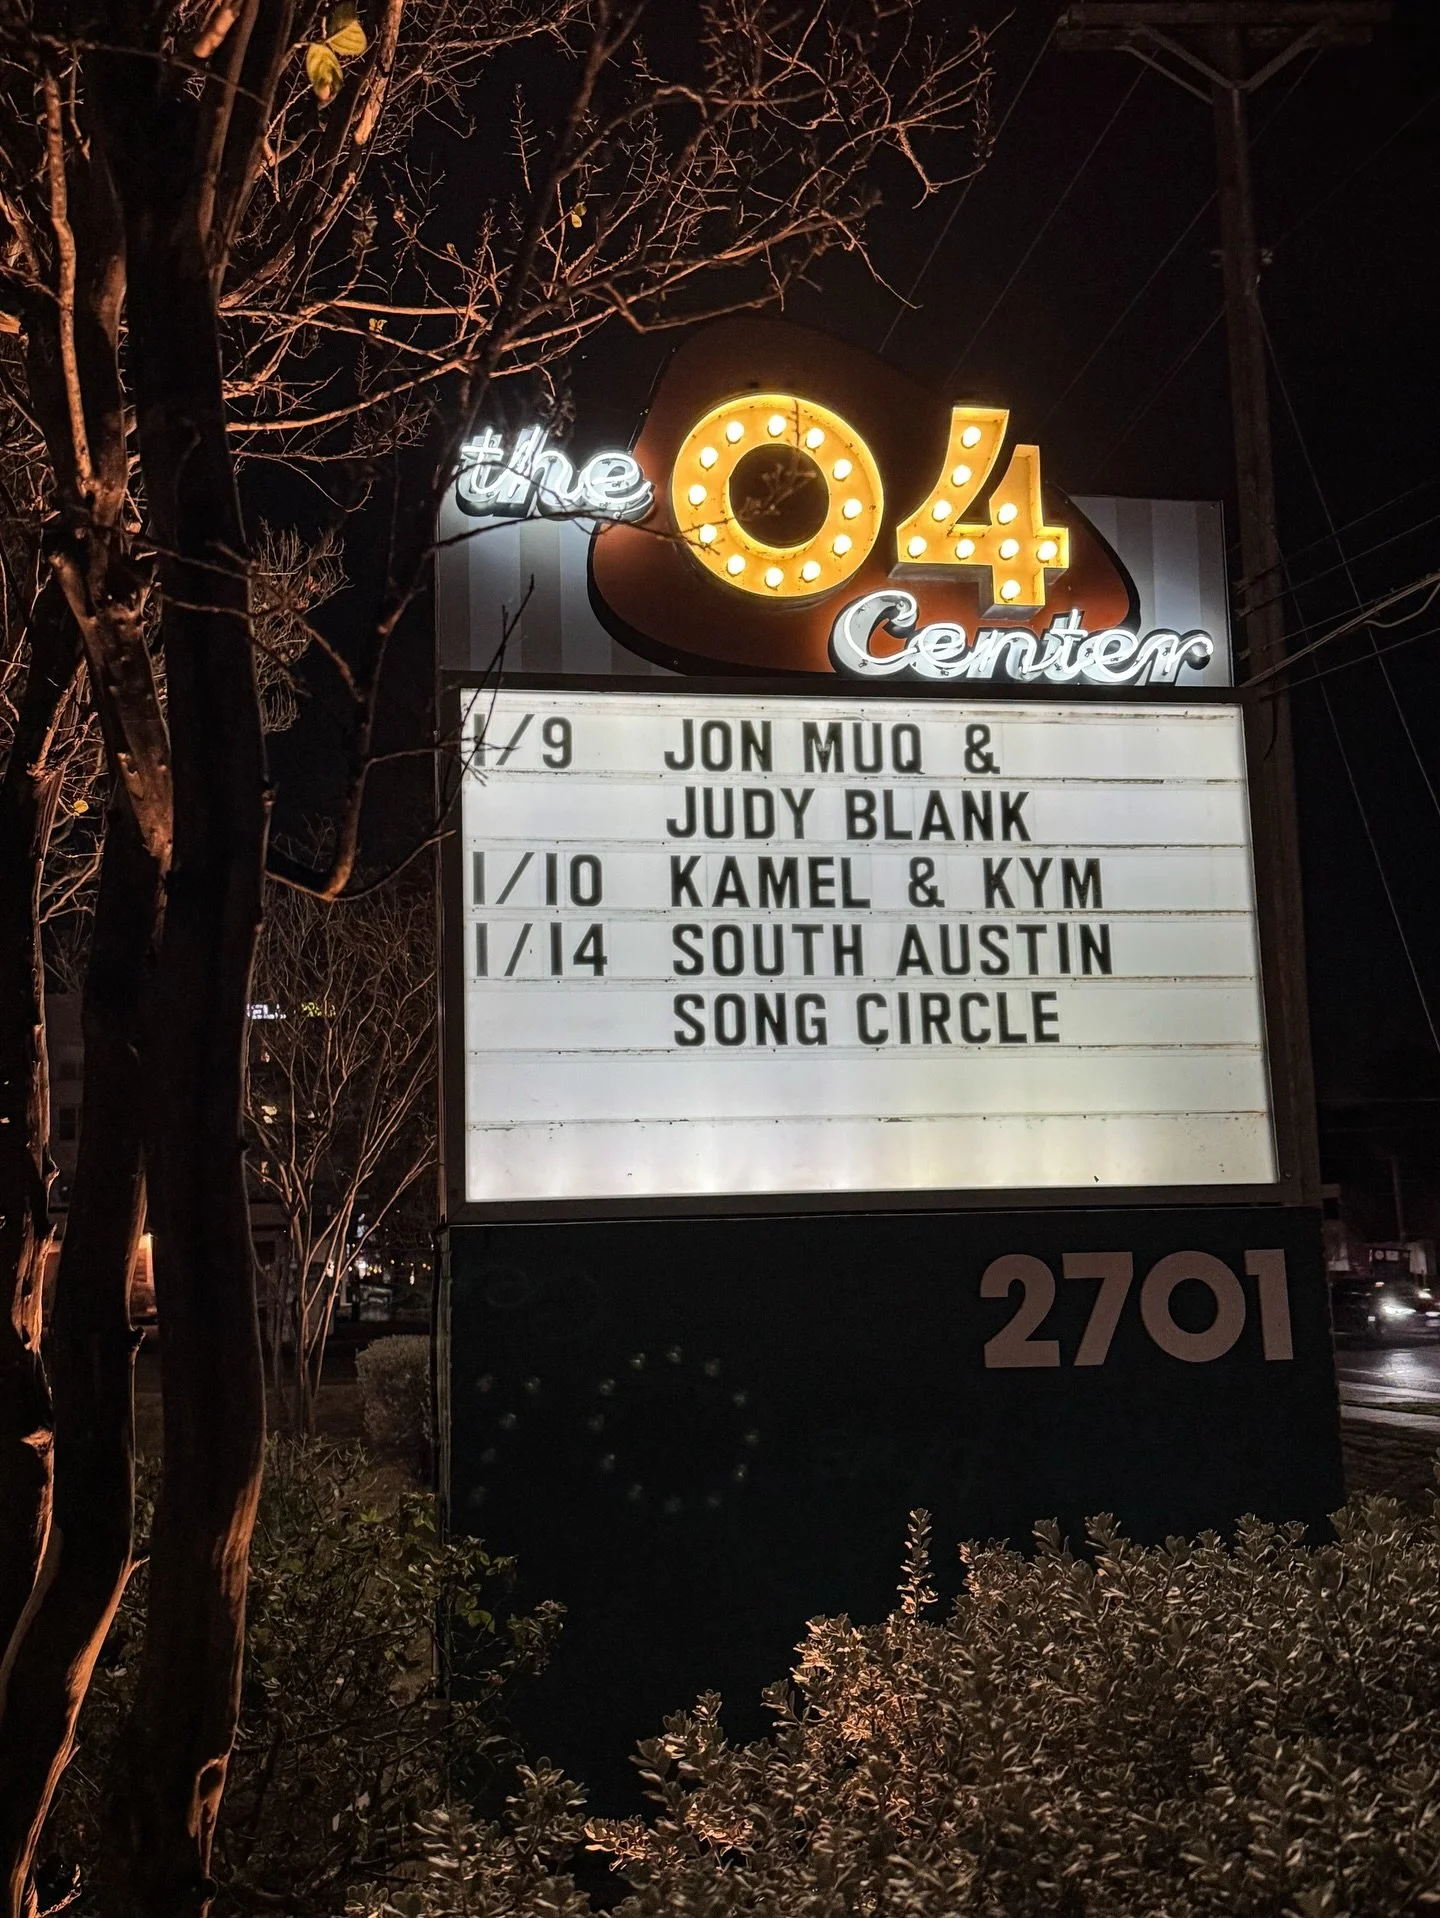 the 04
Center
1/9 JON MUQ &
JUDY BLANK
1/10 KAMEL & KYM
1/14 SOUTH AUSTIN
SONG CIRCLE
2701